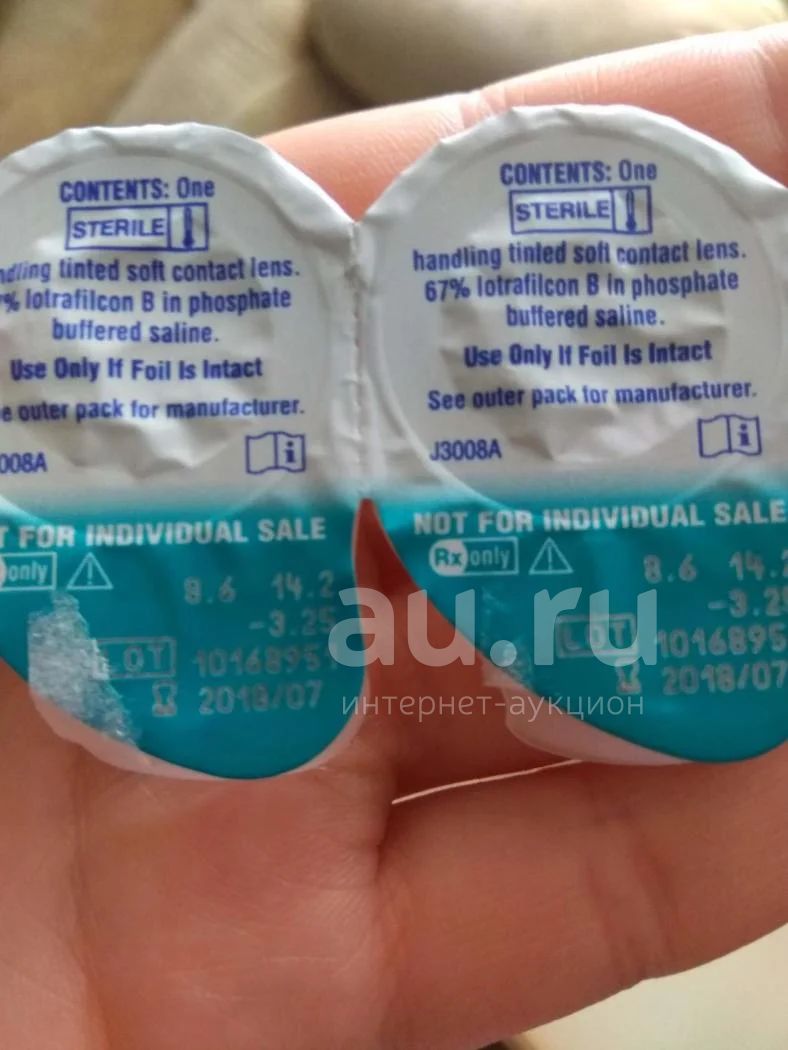 CONTENTS: One
STERILE
ndling tinted soft contact lens.
% lotrafilcon B in phosphate
buffered saline.
Use Only If Foil Is Intact
e outer pack for manufacturer.
008A
FOR INDIVIDUAL SALE
only
8.6 14.2
-3.25
LOT 1016895
2018/07
CONTENTS: One
STERILE
handling tinted soft contact lens.
67% lotrafilcon B in phosphate
buffered saline.
Use Only If Foil Is Intact
See outer pack for manufacturer.
J3008A
NOT FOR INDIVIDUAL SALE
Rx only
8.6 14.2
-3.25
LOT 1016895
2018/07
au.ru
интернет-аукцион